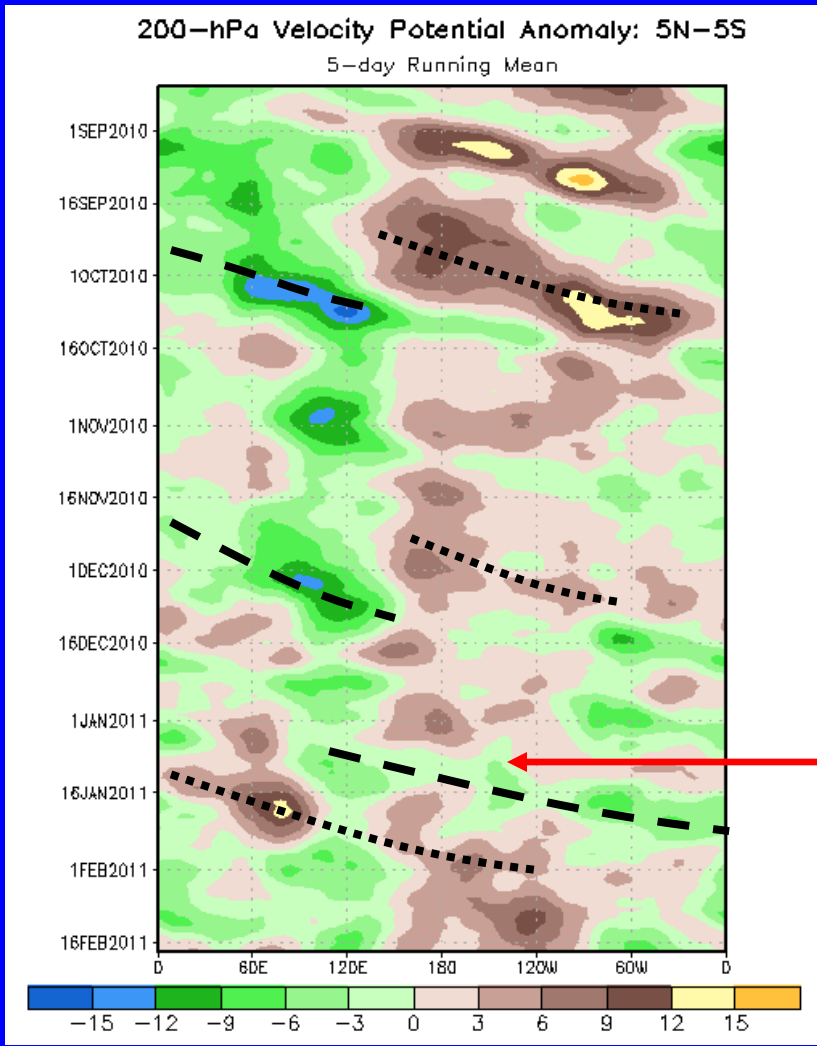 200-hPa Velocity Potential Anomaly: 5N-5S
5-day Running Mean
1SEP2010
16SEP2010
1OCT2010
16OCT2010
1NOV2010
16NOV2010
1DEC2010
16DEC2010
1JAN2011
16JAN2011
1FEB2011
16FEB2011
0 60E 120E 180 120W 60W 0
-15 -12 -9 -6 -3 0 3 6 9 12 15